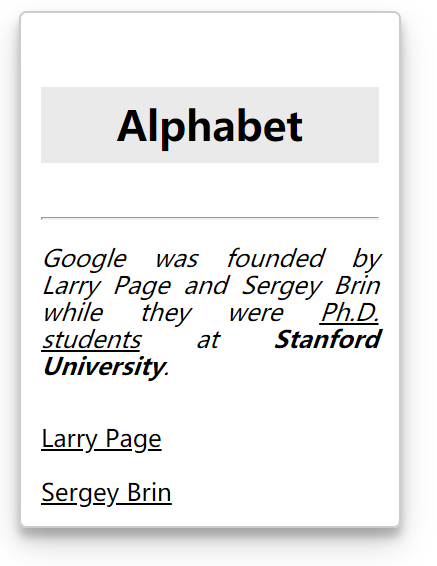 Alphabet
Google was founded by
Larry Page and Sergey Brin
while they were Ph.D.
students at Stanford
University.
Larry Page
Sergey Brin